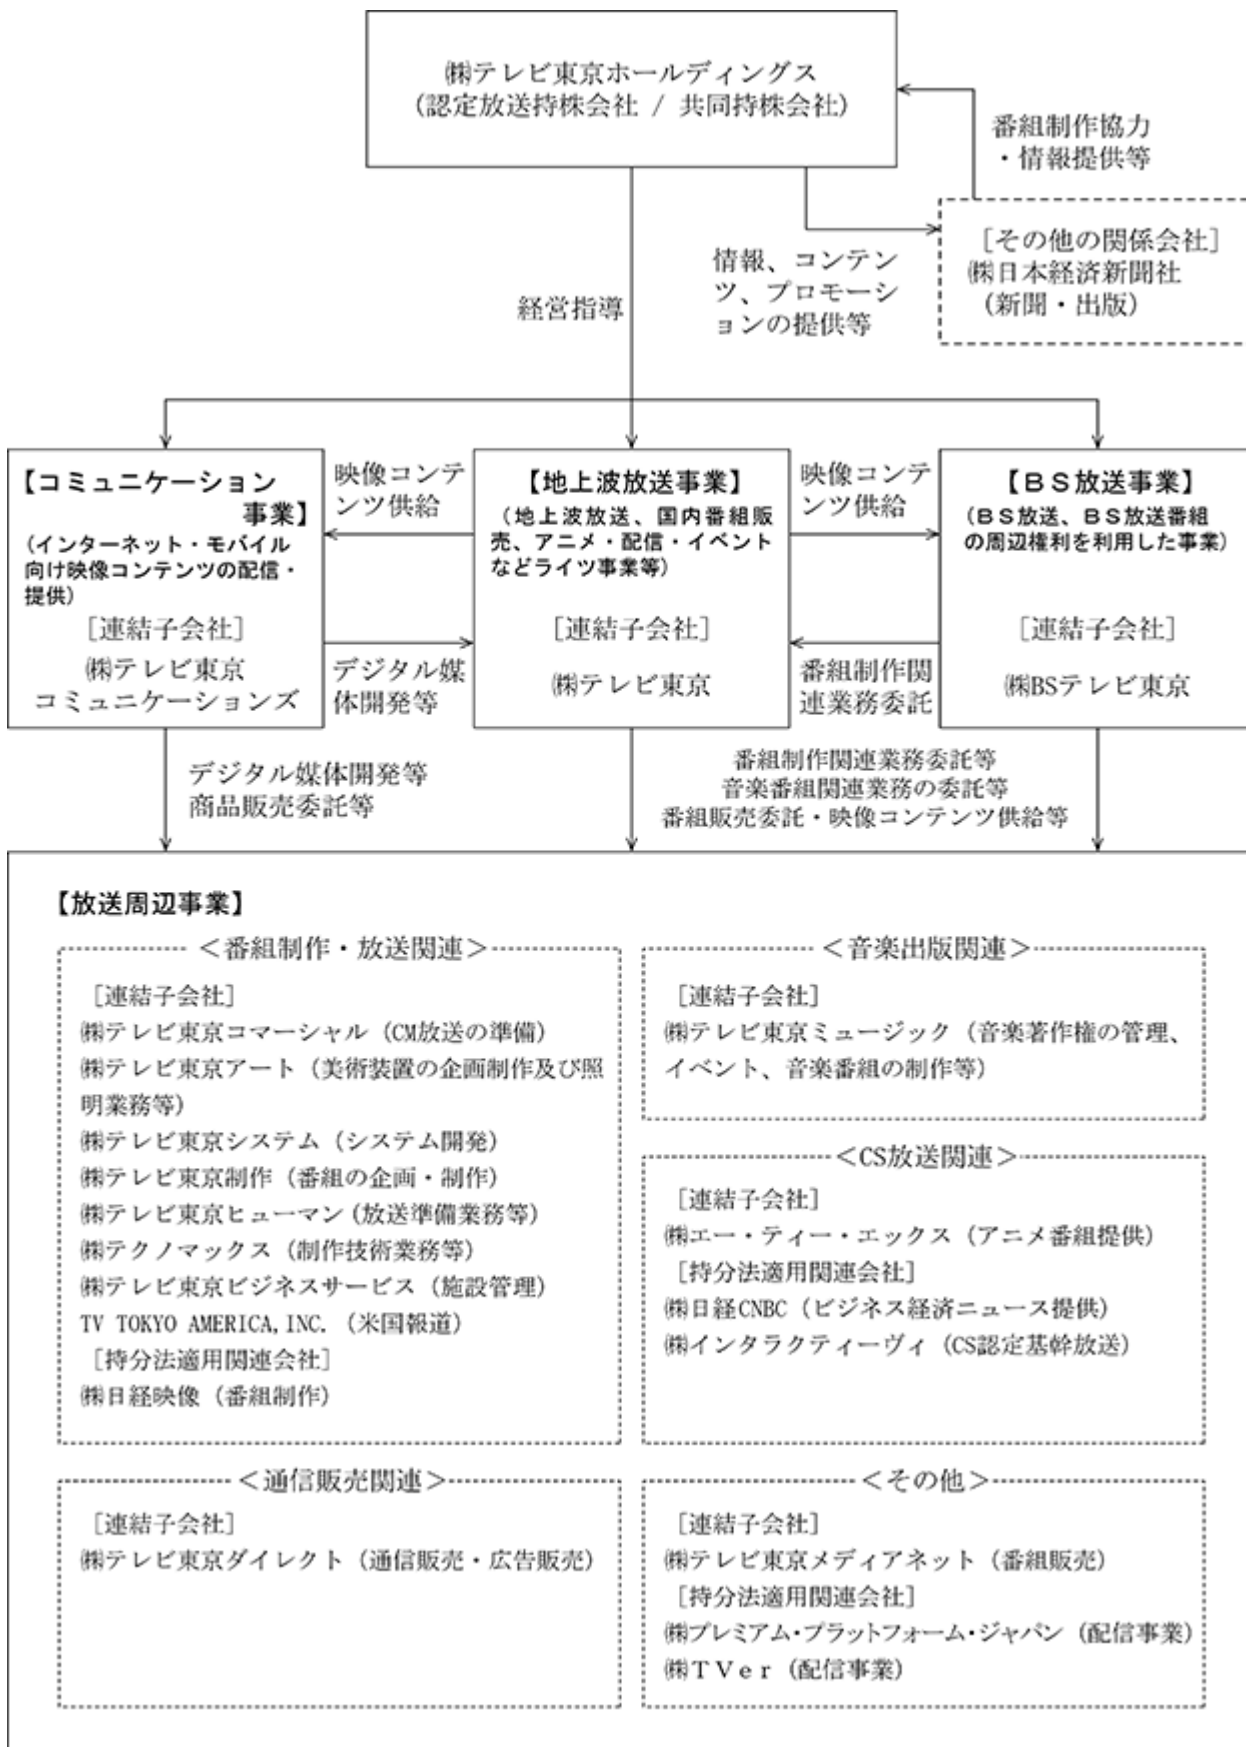 ㈱テレビ東京ホールディングス
(認定放送持株会社 / 共同持株会社)
番組制作協力
・情報提供等
[その他の関係会社]
㈱日本経済新聞社
(新聞・出版)
情報、コンテン
ツ、プロモーシ
ョンの提供等
経営指導
【コミュニケーション
事業】
(インターネット・モバイル
向け映像コンテンツの配信・
提供)
[連結子会社]
㈱テレビ東京
コミュニケーションズ
映像コンテ
ンツ供給
デジタル媒
体開発等
【地上波放送事業】
(地上波放送、国内番組販
売、アニメ・配信・イベント
などライツ事業等)
[連結子会社]
㈱テレビ東京
映像コンテ
ンツ供給
番組制作関
連業務委託
【BS放送事業】
(BS放送、BS放送番組
の周辺権利を利用した事業)
[連結子会社]
㈱BSテレビ東京
デジタル媒体開発等
商品販売委託等
番組制作関連業務委託等
音楽番組関連業務の委託等
番組販売委託・映像コンテンツ供給等
【放送周辺事業】
<番組制作・放送関連>
[連結子会社]
㈱テレビ東京コマーシャル (CM放送の準備)
㈱テレビ東京アート (美術装置の企画制作及び照
明業務等)
㈱テレビ東京システム (システム開発)
㈱テレビ東京制作 (番組の企画・制作)
㈱テレビ東京ヒューマン (放送準備業務等)
㈱テクノマックス (制作技術業務等)
㈱テレビ東京ビジネスサービス (施設管理)
TV TOKYO AMERICA,INC. (米国報道)
[持分法適用関連会社]
㈱日経映像 (番組制作)
<音楽出版関連>
[連結子会社]
㈱テレビ東京ミュージック (音楽著作権の管理、
イベント、音楽番組の制作等)
<CS放送関連>
[連結子会社]
㈱エー・ティー・エックス (アニメ番組提供)
[持分法適用関連会社]
㈱日経CNBC (ビジネス経済ニュース提供)
㈱インタラクティーヴィ (CS認定基幹放送)
<通信販売関連>
[連結子会社]
㈱テレビ東京ダイレクト (通信販売・広告販売)
<その他>
[連結子会社]
㈱テレビ東京メディアネット (番組販売)
[持分法適用関連会社]
㈱プレミアム・プラットフォーム・ジャパン (配信事業)
㈱TVer (配信事業)